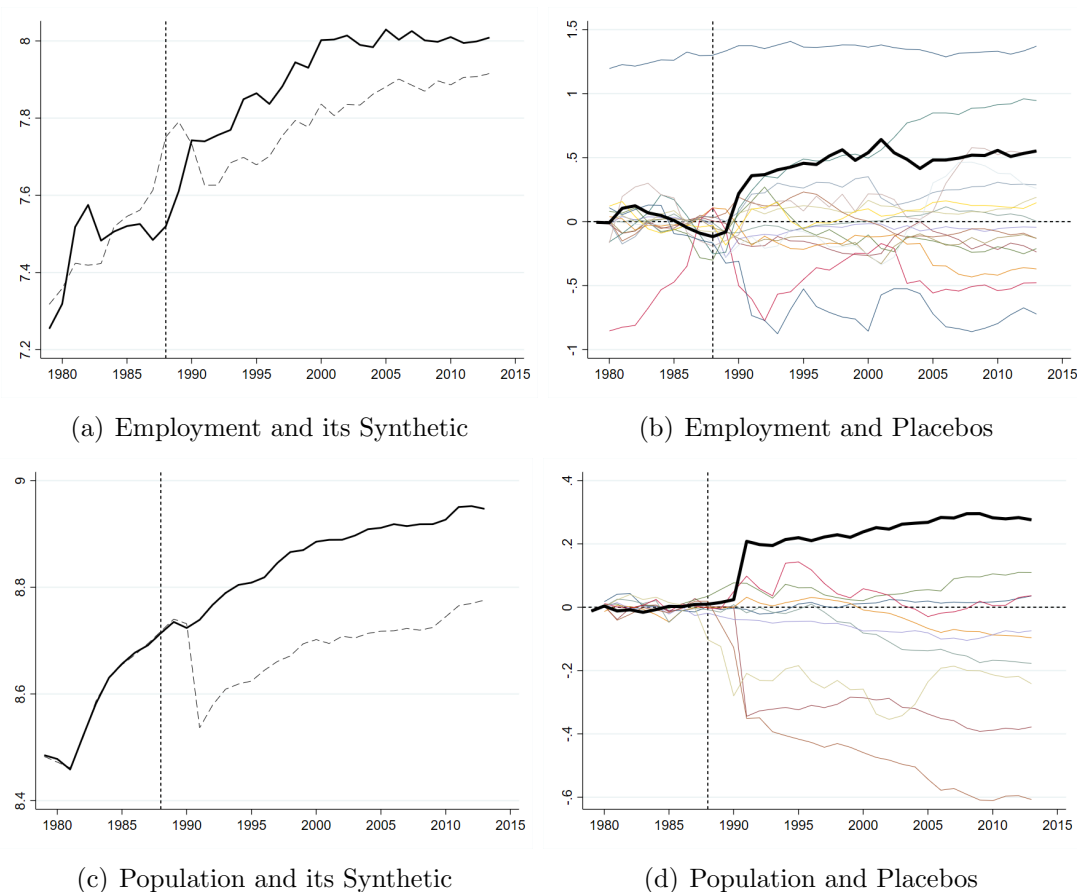 8
7.8
7.6
7.4
7.2
1980 1985 1990 1995 2000 2005 2010 2015
(a) Employment and its Synthetic
1.5
1
.5
0
-.5
-1
1980 1985 1990 1995 2000 2005 2010 2015
(b) Employment and Placebos
9
8.8
8.6
8.4
1980 1985 1990 1995 2000 2005 2010 2015
(c) Population and its Synthetic
.4
.2
0
-.2
-.4
-.6
1980 1985 1990 1995 2000 2005 2010 2015
(d) Population and Placebos